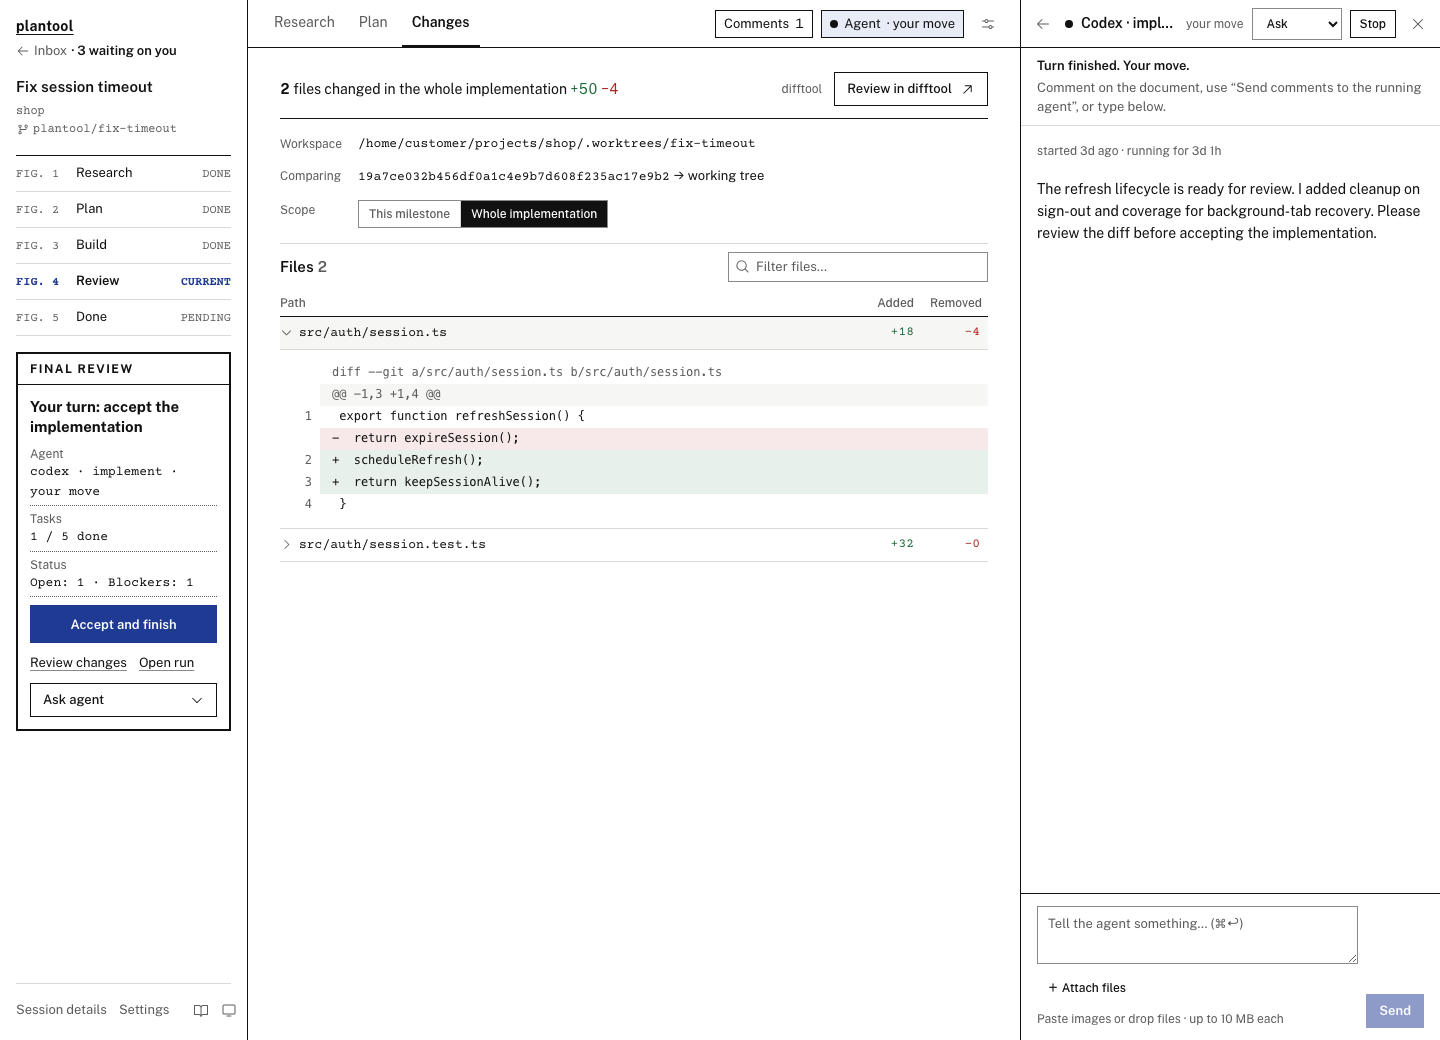 plantool
← Inbox · 3 waiting on you
Fix session timeout
shop
plantool/fix-timeout
FIG. 1 Research DONE
FIG. 2 Plan DONE
FIG. 3 Build DONE
FIG. 4 Review CURRENT
FIG. 5 Done PENDING
FINAL REVIEW
Your turn: accept the
implementation
Agent
codex · implement ·
your move
Tasks
1 / 5 done
Status
Open: 1 · Blockers: 1
Accept and finish
Review changes Open run
Ask agent
Session details Settings
Research Plan Changes Comments 1 Agent · your move
2 files changed in the whole implementation +50 −4 difftool Review in difftool ↗
Workspace /home/customer/projects/shop/.worktrees/fix-timeout
Comparing 19a7ce032b456df0a1c4e9b7d608f235ac17e9b2 → working tree
Scope This milestone Whole implementation
Files 2 Filter files…
Path Added Removed
src/auth/session.ts +18 −4
diff --git a/src/auth/session.ts b/src/auth/session.ts
@@ -1,3 +1,4 @@
1 export function refreshSession() {
- return expireSession();
2 + scheduleRefresh();
3 + return keepSessionAlive();
4 }
src/auth/session.test.ts +32 −0
← Codex · impl… your move Ask Stop
Turn finished. Your move.
Comment on the document, use “Send comments to the running
agent”, or type below.
started 3d ago · running for 3d 1h
The refresh lifecycle is ready for review. I added cleanup on
sign-out and coverage for background-tab recovery. Please
review the diff before accepting the implementation.
Tell the agent something… (⌘↩)
+ Attach files
Paste images or drop files · up to 10 MB each Send